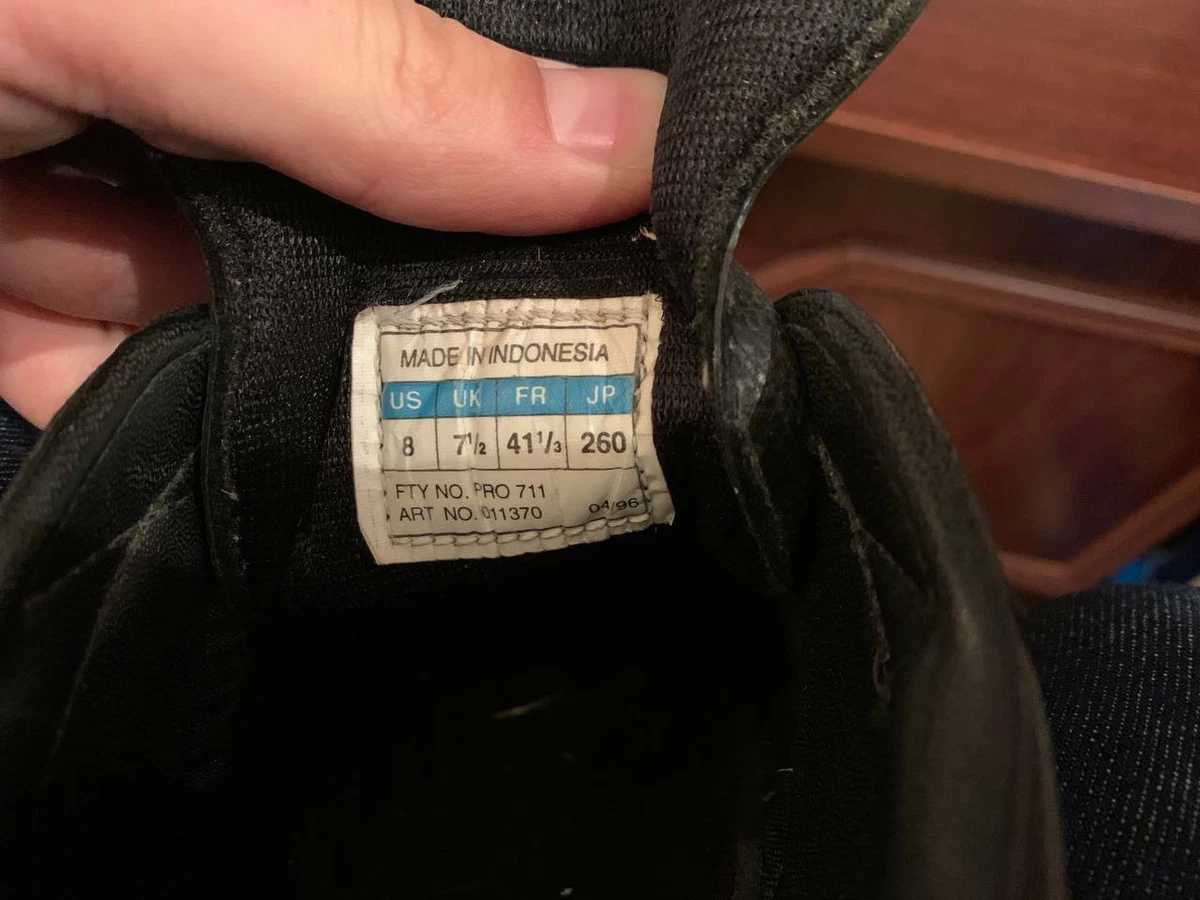 MADE IN INDONESIA
US UK FR JP
8 7½ 41⅓ 260
FTY NO. PRO 711
ART NO. 011370 04/96